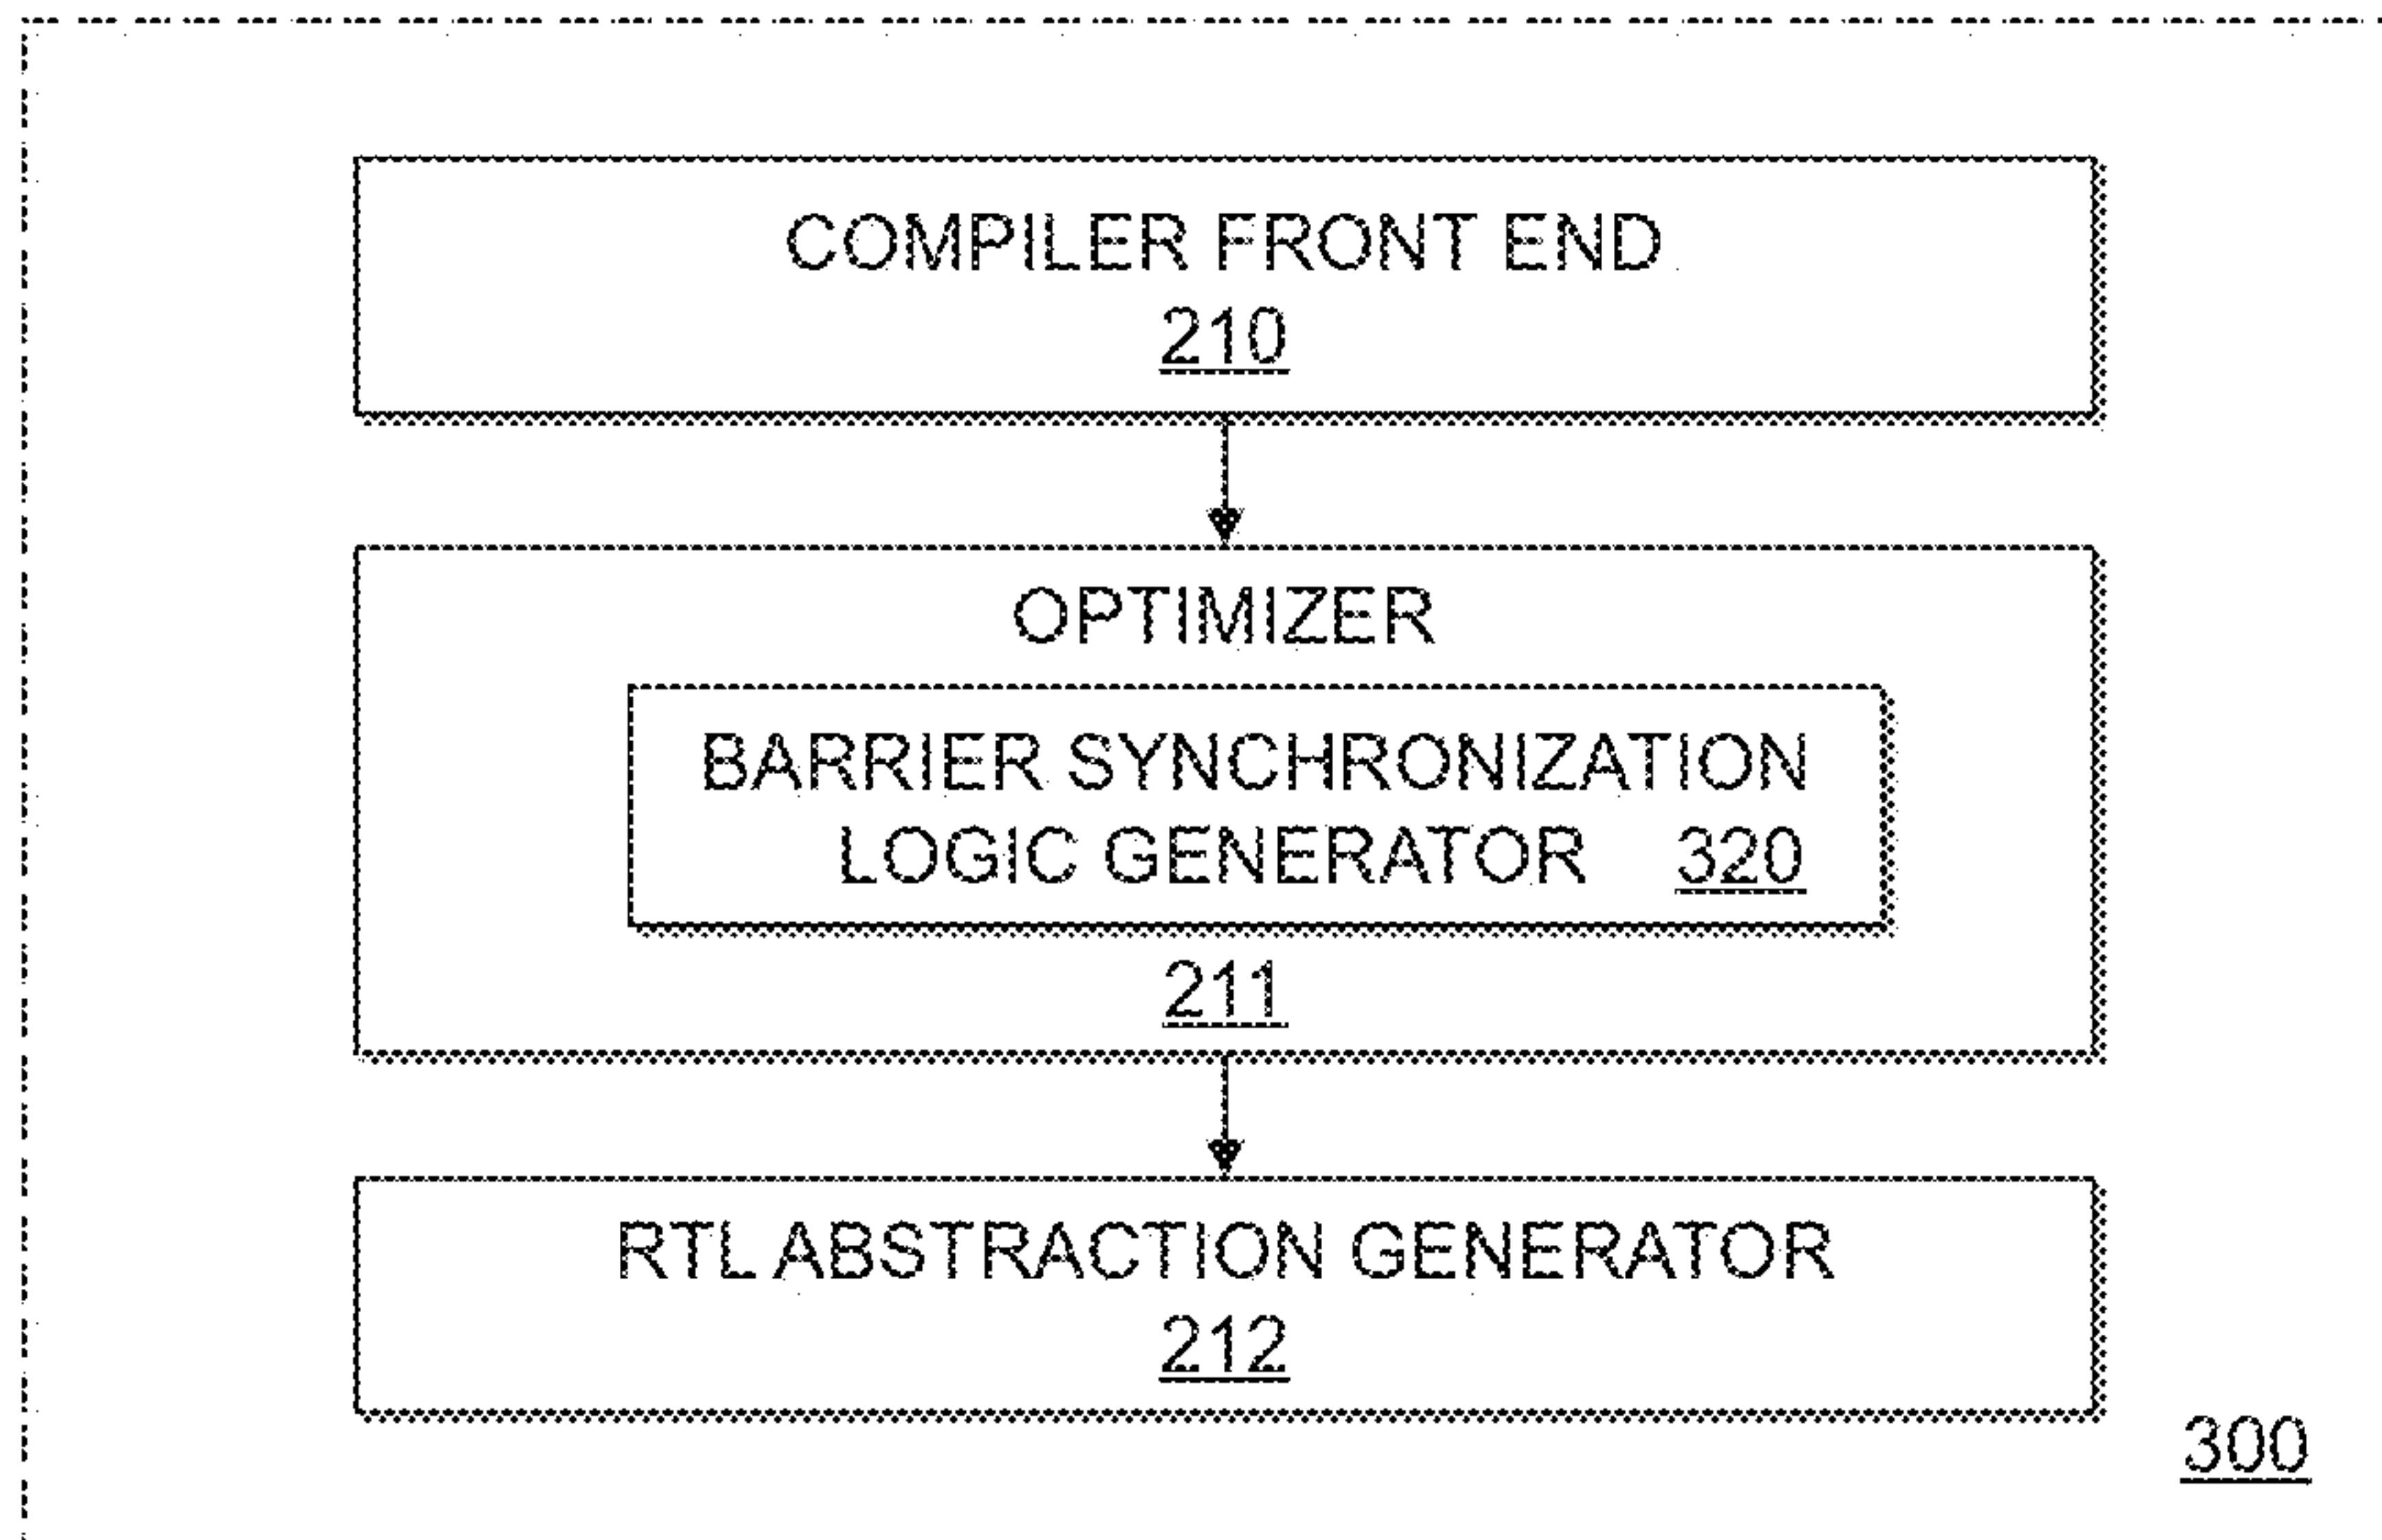 COMPILER FRONT END
210
OPTIMIZER
BARRIER SYNCHRONIZATION
LOGIC GENERATOR 320
211
RTL ABSTRACTION GENERATOR
212
300